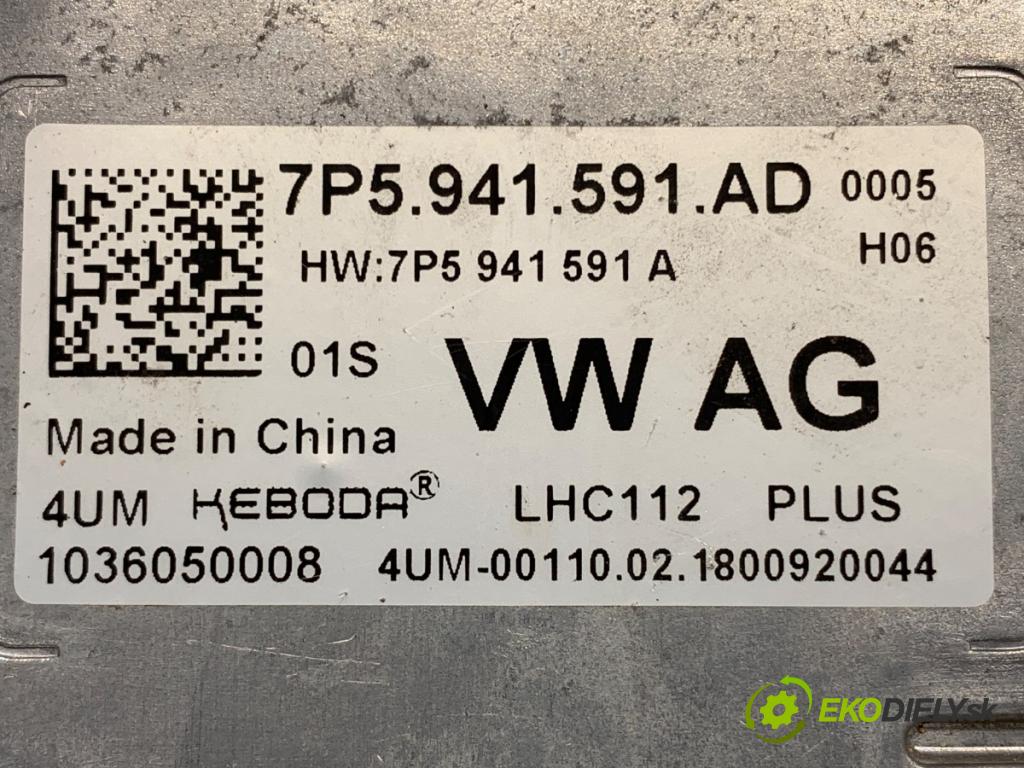 7P5.941.591.AD 0005
HW:7P5 941 591 A H06
01S VW AG
Made in China
4UM KEBODA® LHC112 PLUS
1036050008 4UM-00110.02.1800920044
EKODIELY.sk